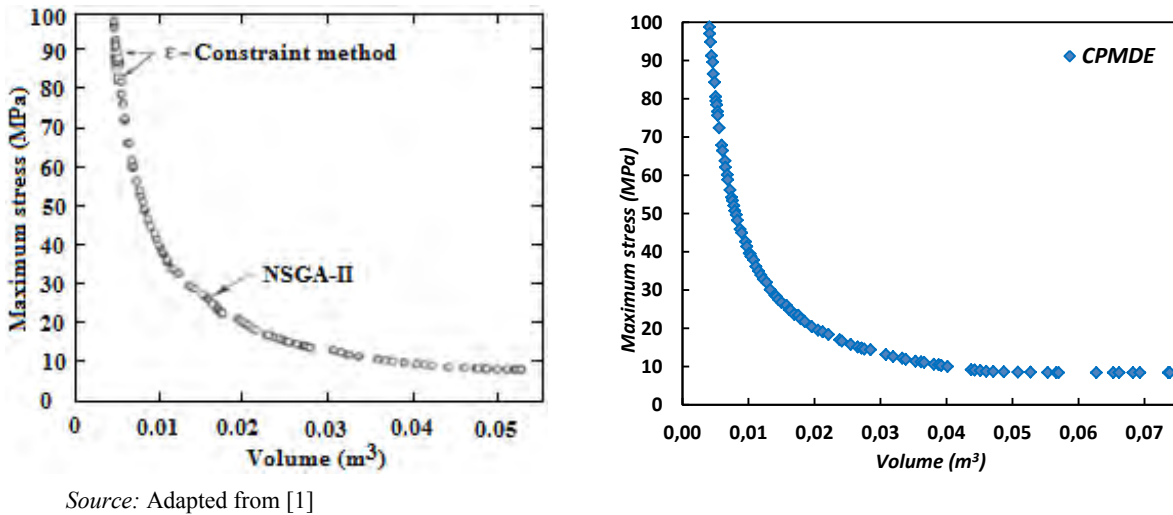 100
90
80
70
60
50
40
30
20
10
0
Maximum stress (MPa)
ε – Constraint method
NSGA-II
0 0.01 0.02 0.03 0.04 0.05
Volume (m³)
Source: Adapted from [1]
100
90
80
70
60
50
40
30
20
10
0
Maximum stress (MPa)
CPMDE
0,00 0,01 0,02 0,03 0,04 0,05 0,06 0,07
Volume (m³)